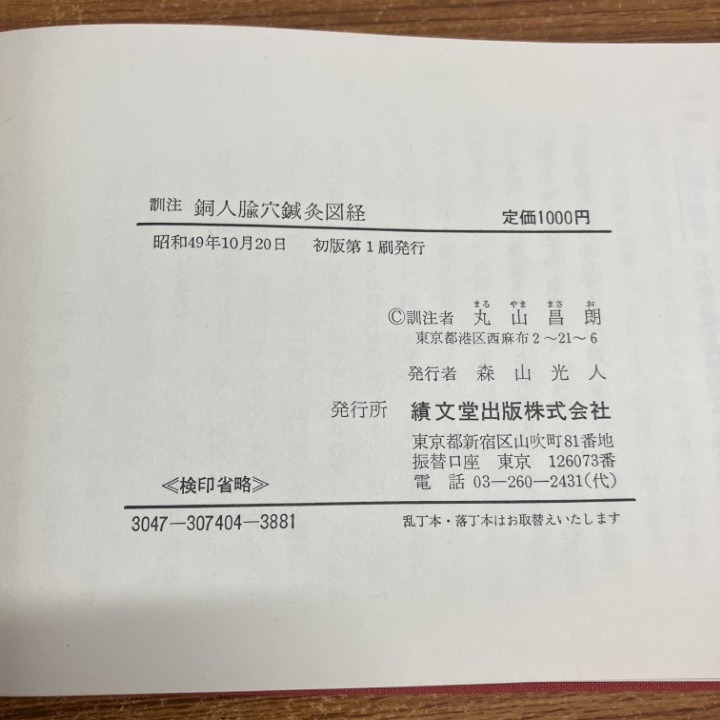 訓注 銅人腧穴鍼灸図経 定価1000円
昭和49年10月20日 初版第1刷発行
まる やま まさ お
Ⓒ訓注者 丸山昌朗
東京都港区西麻布2〜21〜6
発行者 森山光人
発行所 績文堂出版株式会社
東京都新宿区山吹町81番地
振替口座 東京 126073番
電話 03—260—2431(代)
≪検印省略≫
3047—307404—3881 乱丁本・落丁本はお取替えいたします